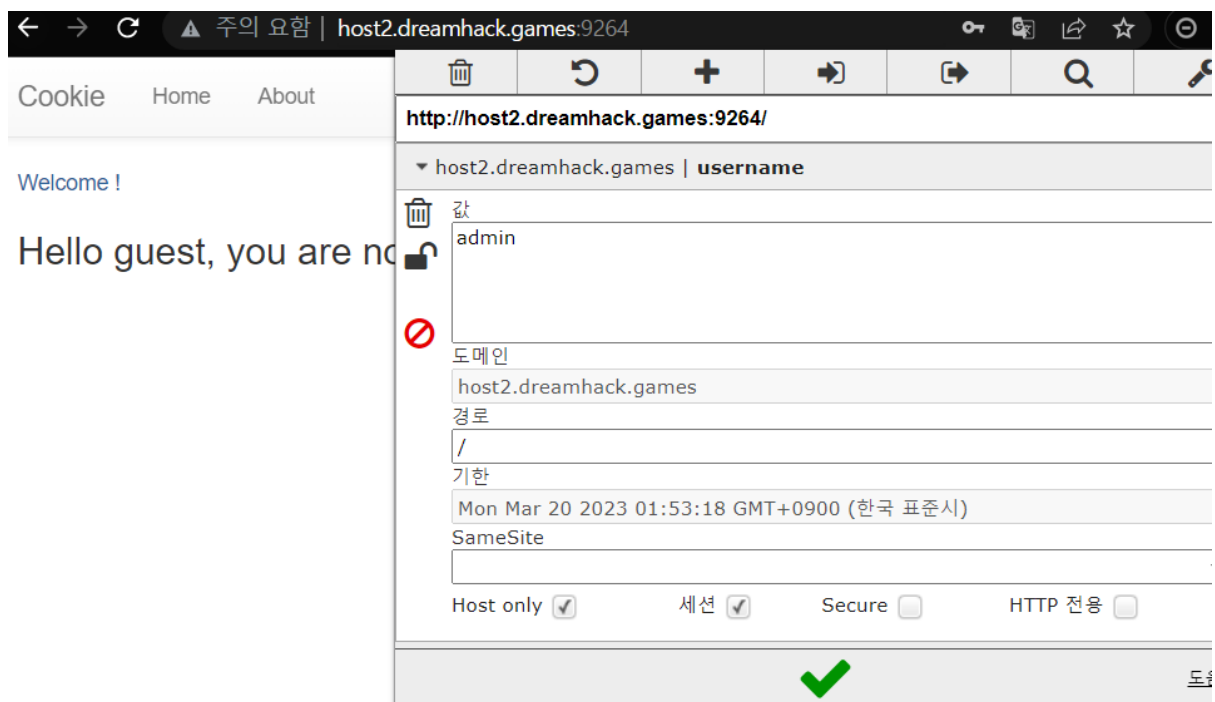 주의 요함 | host2.dreamhack.games:9264
Cookie Home About
http://host2.dreamhack.games:9264/
host2.dreamhack.games | username
Welcome !
값
admin
Hello guest, you are
도메인
host2.dreamhack.games
경로
/
기한
Mon Mar 20 2023 01:53:18 GMT+0900 (한국 표준시)
SameSite
Host only 세션 Secure HTTP 전용